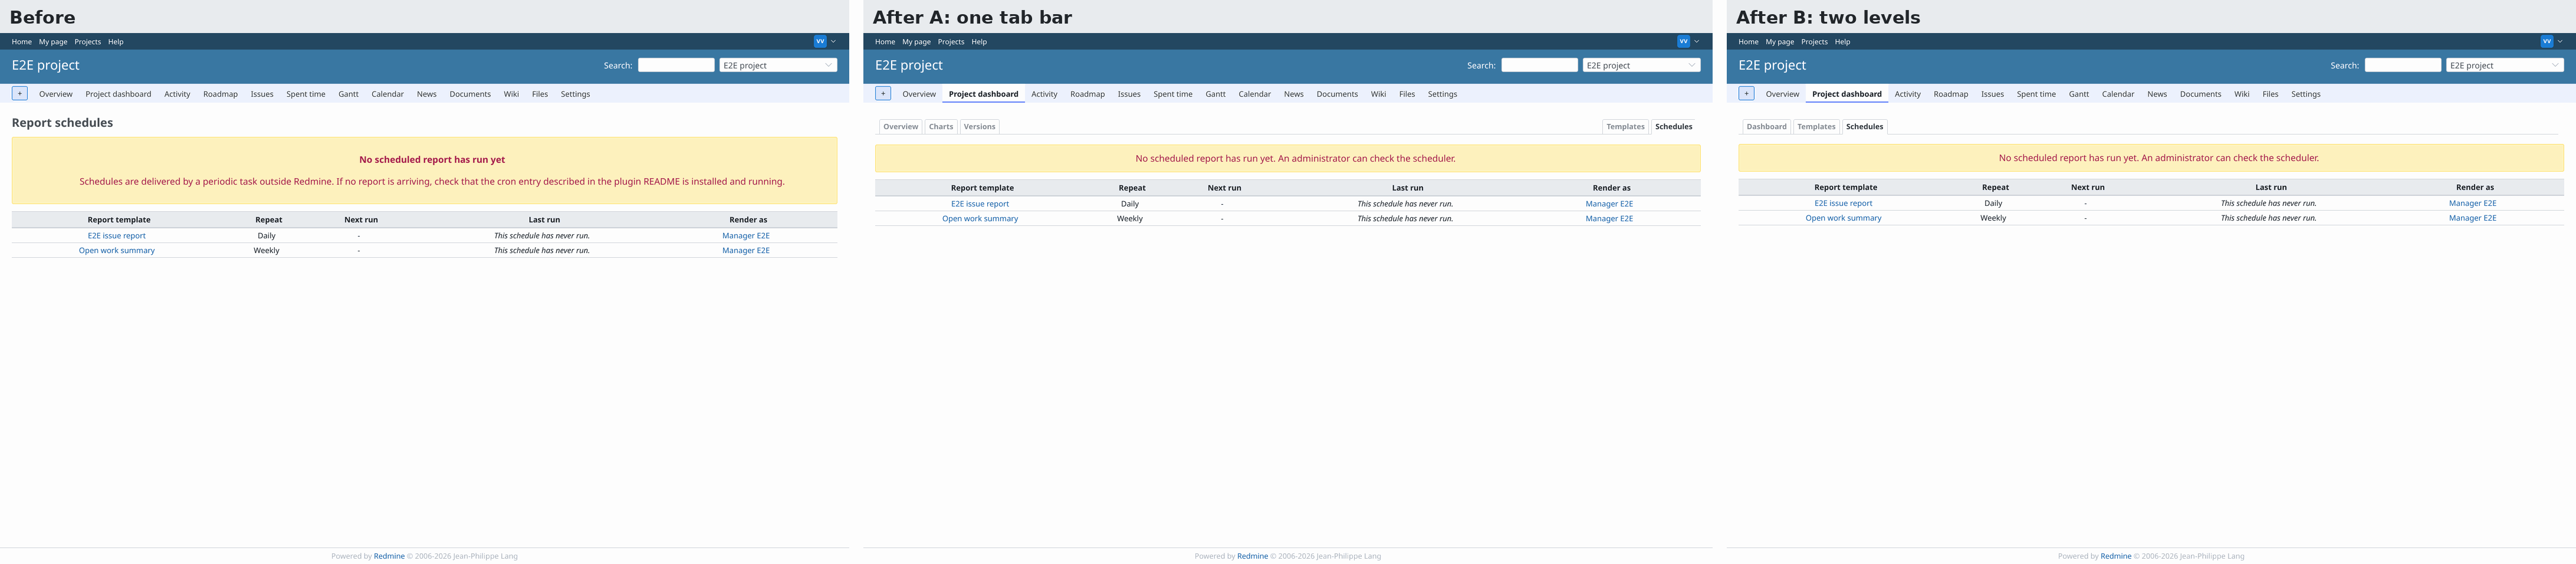 Before
Home My page Projects Help VV
E2E project Search: E2E project
+ Overview Project dashboard Activity Roadmap Issues Spent time Gantt Calendar News Documents Wiki Files Settings
Report schedules
No scheduled report has run yet
Schedules are delivered by a periodic task outside Redmine. If no report is arriving, check that the cron entry described in the plugin README is installed and running.
Report template Repeat Next run Last run Render as
E2E issue report Daily - This schedule has never run. Manager E2E
Open work summary Weekly - This schedule has never run. Manager E2E
Powered by Redmine © 2006-2026 Jean-Philippe Lang
After A: one tab bar
Home My page Projects Help VV
E2E project Search: E2E project
+ Overview Project dashboard Activity Roadmap Issues Spent time Gantt Calendar News Documents Wiki Files Settings
Overview Charts Versions Templates Schedules
No scheduled report has run yet. An administrator can check the scheduler.
Report template Repeat Next run Last run Render as
E2E issue report Daily - This schedule has never run. Manager E2E
Open work summary Weekly - This schedule has never run. Manager E2E
Powered by Redmine © 2006-2026 Jean-Philippe Lang
After B: two levels
Home My page Projects Help VV
E2E project Search: E2E project
+ Overview Project dashboard Activity Roadmap Issues Spent time Gantt Calendar News Documents Wiki Files Settings
Dashboard Templates Schedules
No scheduled report has run yet. An administrator can check the scheduler.
Report template Repeat Next run Last run Render as
E2E issue report Daily - This schedule has never run. Manager E2E
Open work summary Weekly - This schedule has never run. Manager E2E
Powered by Redmine © 2006-2026 Jean-Philippe Lang